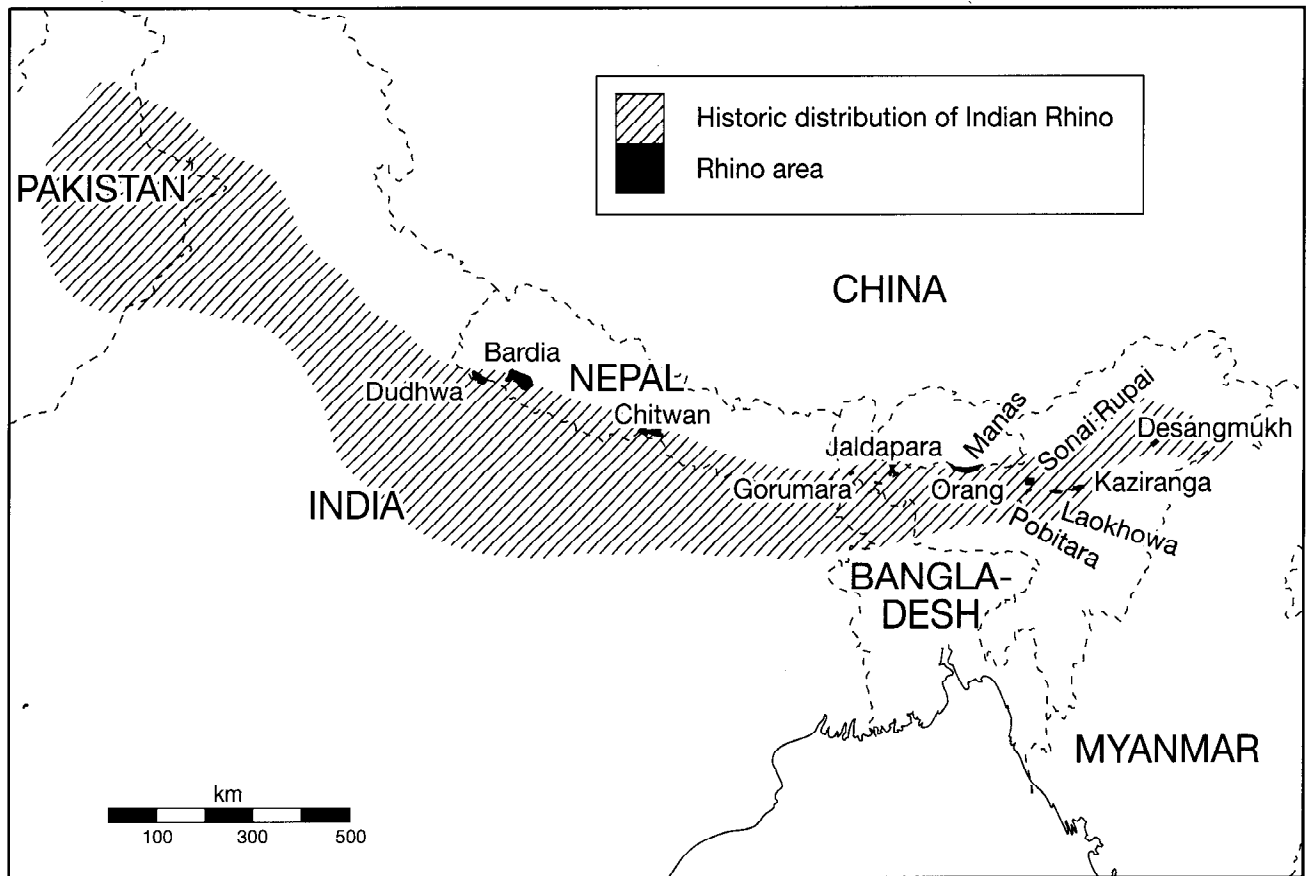 Historic distribution of Indian Rhino
Rhino area
PAKISTAN
CHINA
Bardia
NEPAL
Dudhwa
Chitwan
Manas
Sonai Rupai
Desangmukh
Jaldapara
Gorumara
Orang
Kaziranga
INDIA
Laokhowa
Pobitara
BANGLA-
DESH
MYANMAR
km
100 300 500